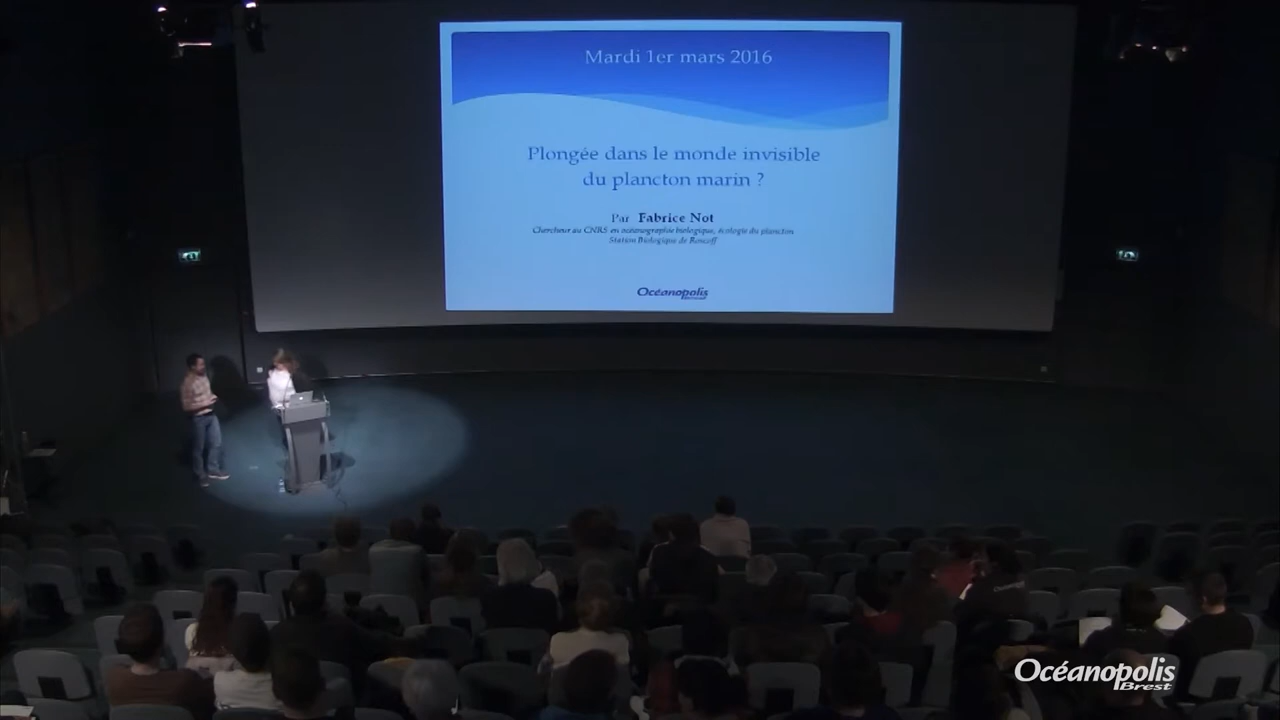 Mardi 1er mars 2016
Plongée dans le monde invisible
du plancton marin ?
Par Fabrice Not
Chercheur au CNRS en océanographie biologique, écologie du plancton
Station Biologique de Roscoff
Océanopolis
Brest
Océanopolis
Brest